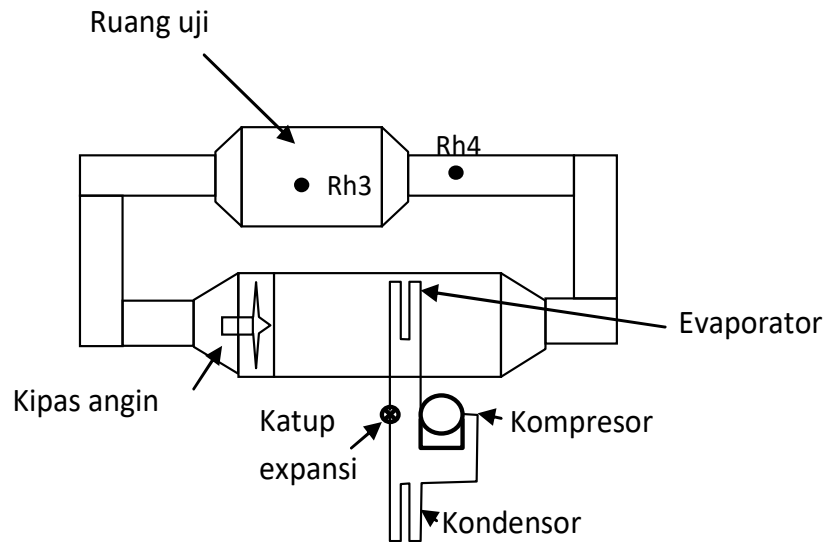 Ruang uji
Rh4
Rh3
Evaporator
Kipas angin
Katup
expansi
Kompresor
Kondensor